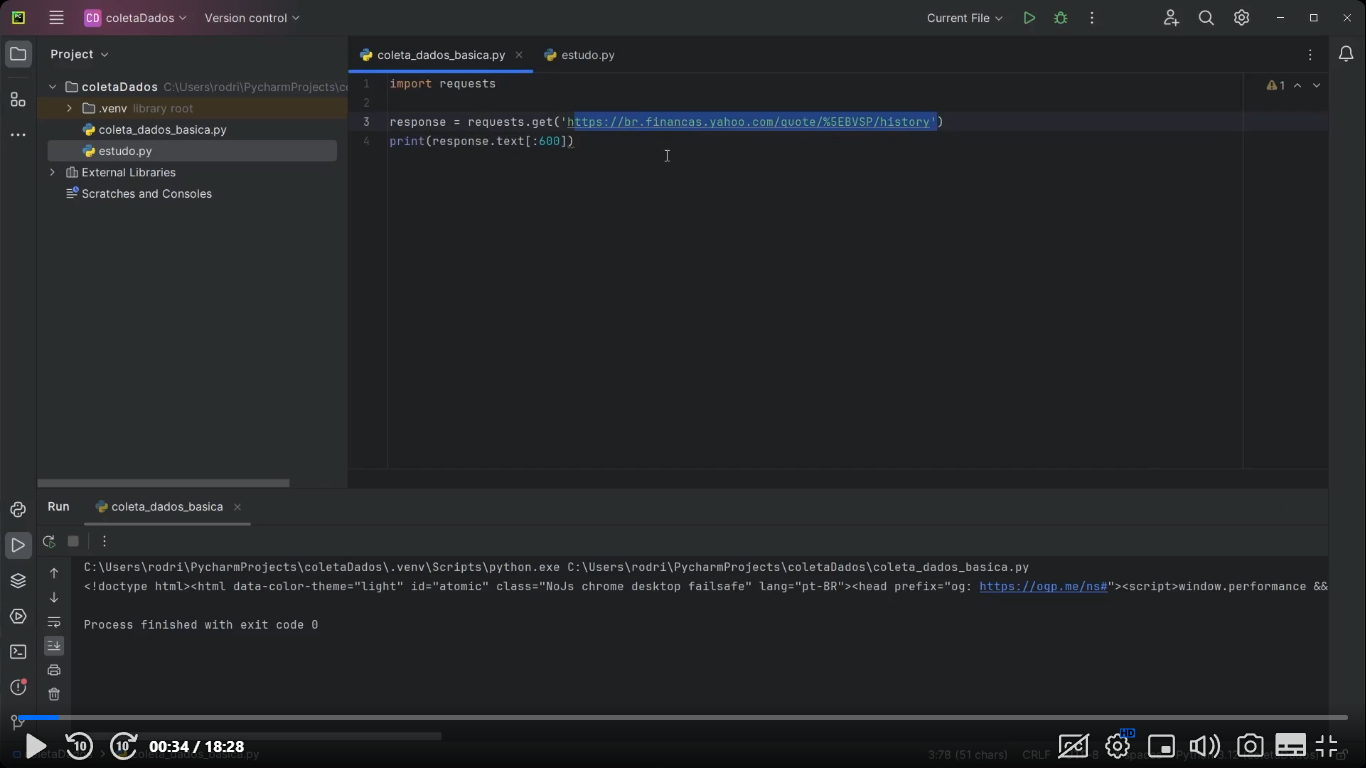 CD coletaDados Version control Current File
Project
coleta_dados_basica.py estudo.py
coletaDados C:\Users\rodri\PycharmProjects\c
.venv library root
coleta_dados_basica.py
estudo.py
External Libraries
Scratches and Consoles
1 import requests
1
2
3 response = requests.get('https://br.financas.yahoo.com/quote/%5EBVSP/history')
4 print(response.text[:600])
Run coleta_dados_basica
C:\Users\rodri\PycharmProjects\coletaDados\.venv\Scripts\python.exe C:\Users\rodri\PycharmProjects\coletaDados\coleta_dados_basica.py
<!doctype html><html data-color-theme="light" id="atomic" class="NoJs chrome desktop failsafe" lang="pt-BR"><head prefix="og: https://ogp.me/ns#"><script>window.performance &&
Process finished with exit code 0
10 10 00:34 / 18:28 CC HD
coleta_dados_basica.py 3:78 (51 chars) CRLF